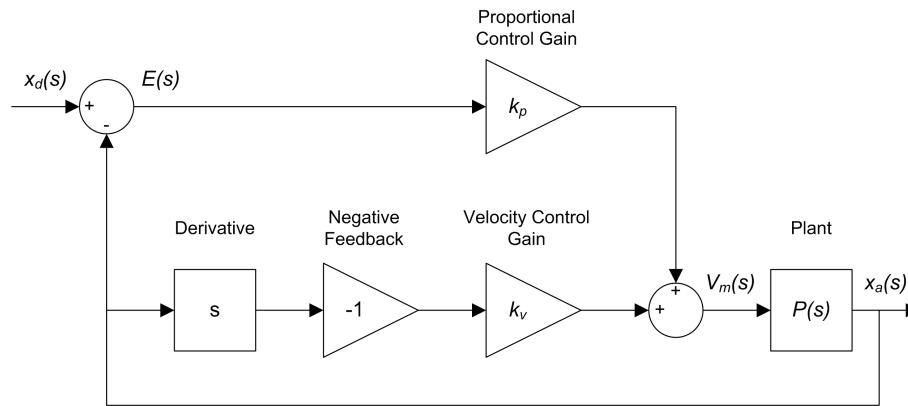 Proportional
Control Gain
x_d(s)
E(s)
+
-
k_p
Derivative
Negative
Feedback
Velocity Control
Gain
Plant
s
-1
k_v
+
+
V_m(s)
P(s)
x_a(s)